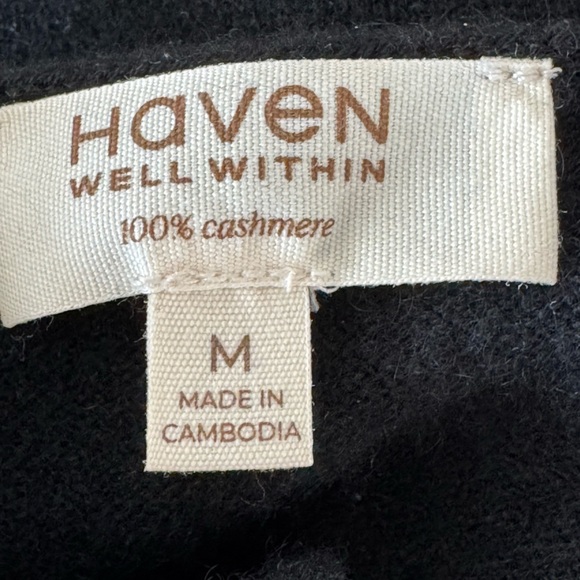 Haven
WELL WITHIN
100% cashmere
M
MADE IN
CAMBODIA